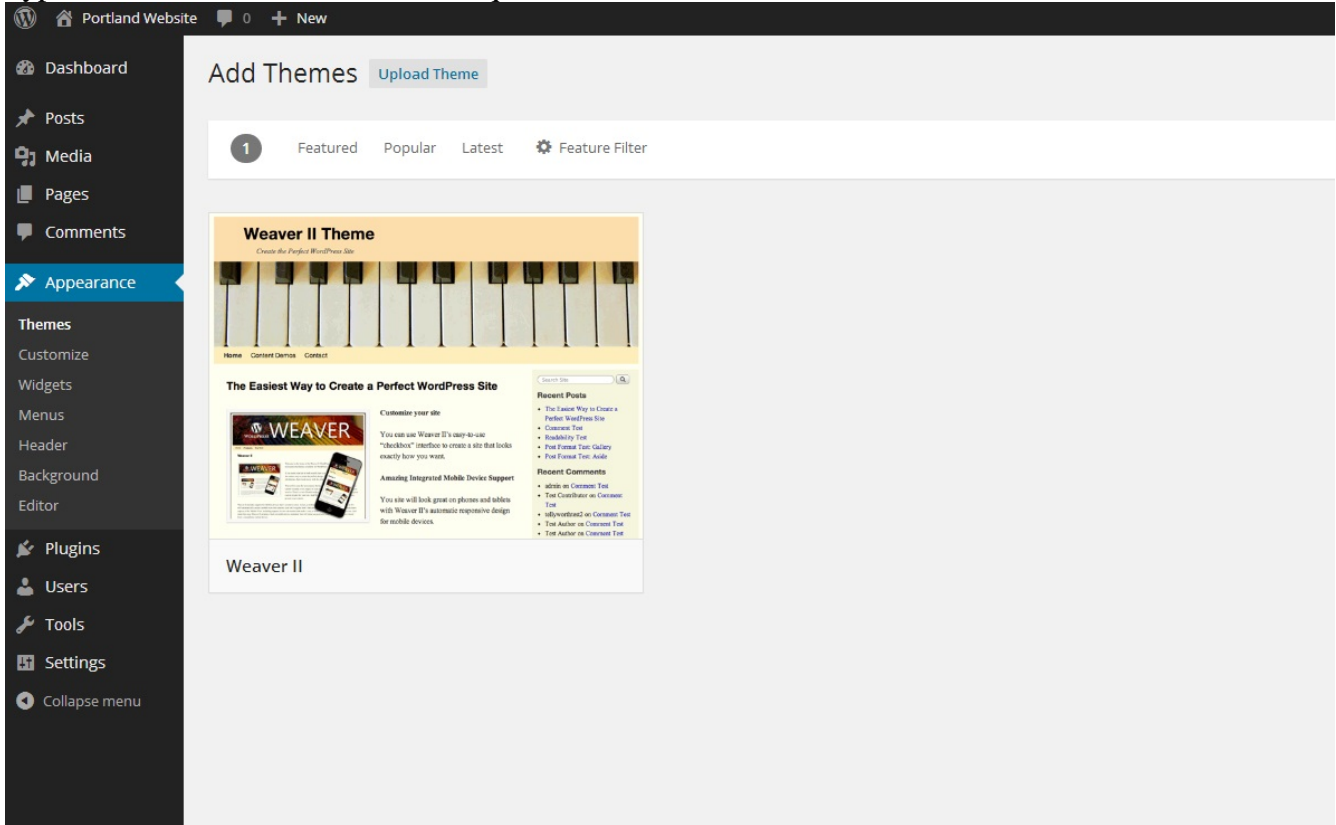 Portland Website 0 + New
Dashboard
Posts
Media
Pages
Comments
Appearance
Themes
Customize
Widgets
Menus
Header
Background
Editor
Plugins
Users
Tools
Settings
Collapse menu
Add Themes Upload Theme
1 Featured Popular Latest Feature Filter
Weaver II Theme
Create the Perfect WordPress Site
Home Content Demos Contact
The Easiest Way to Create a Perfect WordPress Site
WEAVER
Customize your site
You can use Weaver II's easy-to-use
"checkbox" interface to create a site that looks
exactly how you want.
Amazing Integrated Mobile Device Support
You site will look great on phones and tablets
with Weaver II's automatic responsive design
for mobile devices.
Search Site
Recent Posts
The Easiest Way to Create a
Perfect WordPress Site
Comment Test
Readability Test
Post Format Test: Gallery
Post Format Test: Aside
Recent Comments
admin on Comment Test
Test Contributor on Comment
Test
on Comment Test
Test Author on Comment Test
Test Author on Comment Test
Weaver II